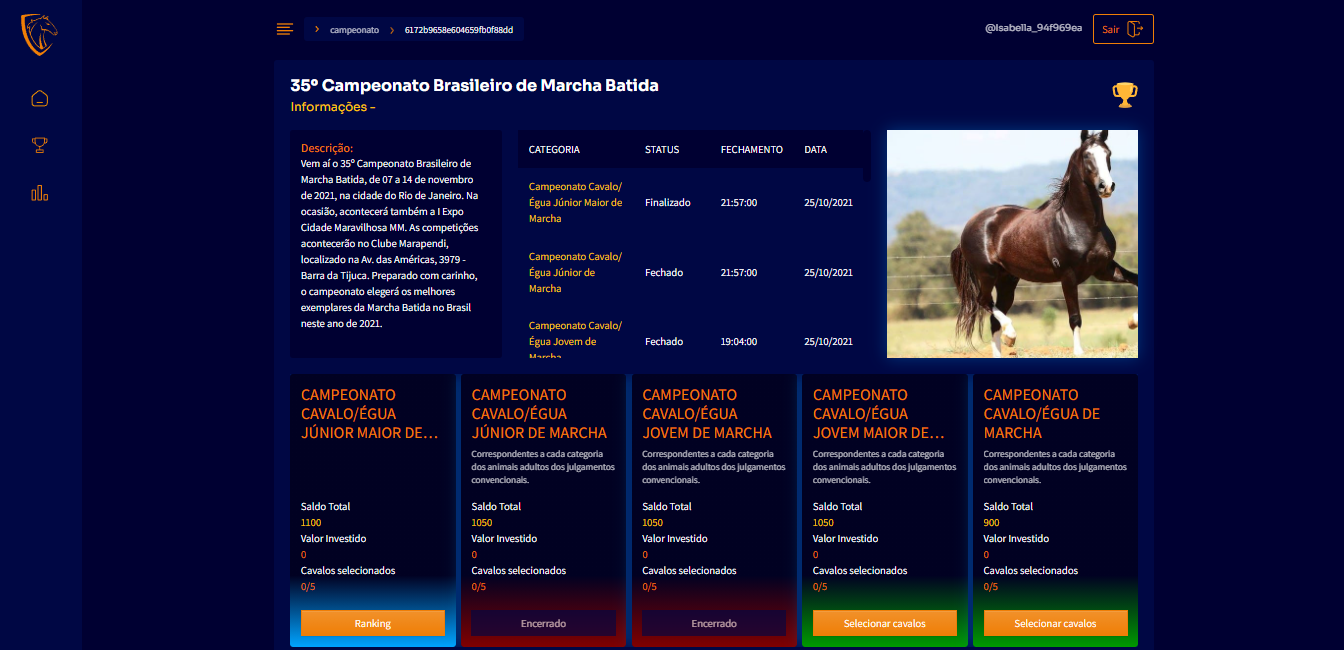 campeonato
6172b9658e604659fb0f88dd
@Isabella_94f969ea
Sair
35º Campeonato Brasileiro de Marcha Batida
Informações -
Descrição:
Vem aí o 35º Campeonato Brasileiro de
Marcha Batida, de 07 a 14 de novembro
de 2021, na cidade do Rio de Janeiro. Na
ocasião, acontecerá também a I Expo
Cidade Maravilhosa MM. As competições
acontecerão no Clube Marapendi,
localizado na Av. das Américas, 3979 -
Barra da Tijuca. Preparado com carinho,
o campeonato elegerá os melhores
exemplares da Marcha Batida no Brasil
neste ano de 2021.
CATEGORIA STATUS FECHAMENTO DATA
Campeonato Cavalo/
Égua Júnior Maior de
Marcha
Finalizado 21:57:00 25/10/2021
Campeonato Cavalo/
Égua Júnior de
Marcha
Fechado 21:57:00 25/10/2021
Campeonato Cavalo/
Égua Jovem de
Marcha
Fechado 19:04:00 25/10/2021
CAMPEONATO
CAVALO/ÉGUA
JÚNIOR MAIOR DE…
Saldo Total
1100
Valor Investido
0
Cavalos selecionados
0/5
Ranking
CAMPEONATO
CAVALO/ÉGUA
JÚNIOR DE MARCHA
Correspondentes a cada categoria
dos animais adultos dos julgamentos
convencionais.
Saldo Total
1050
Valor Investido
0
Cavalos selecionados
0/5
Encerrado
CAMPEONATO
CAVALO/ÉGUA
JOVEM DE MARCHA
Correspondentes a cada categoria
dos animais adultos dos julgamentos
convencionais.
Saldo Total
1050
Valor Investido
0
Cavalos selecionados
0/5
Encerrado
CAMPEONATO
CAVALO/ÉGUA
JOVEM MAIOR DE…
Correspondentes a cada categoria
dos animais adultos dos julgamentos
convencionais.
Saldo Total
1050
Valor Investido
0
Cavalos selecionados
0/5
Selecionar cavalos
CAMPEONATO
CAVALO/ÉGUA DE
MARCHA
Correspondentes a cada categoria
dos animais adultos dos julgamentos
convencionais.
Saldo Total
900
Valor Investido
0
Cavalos selecionados
0/5
Selecionar cavalos